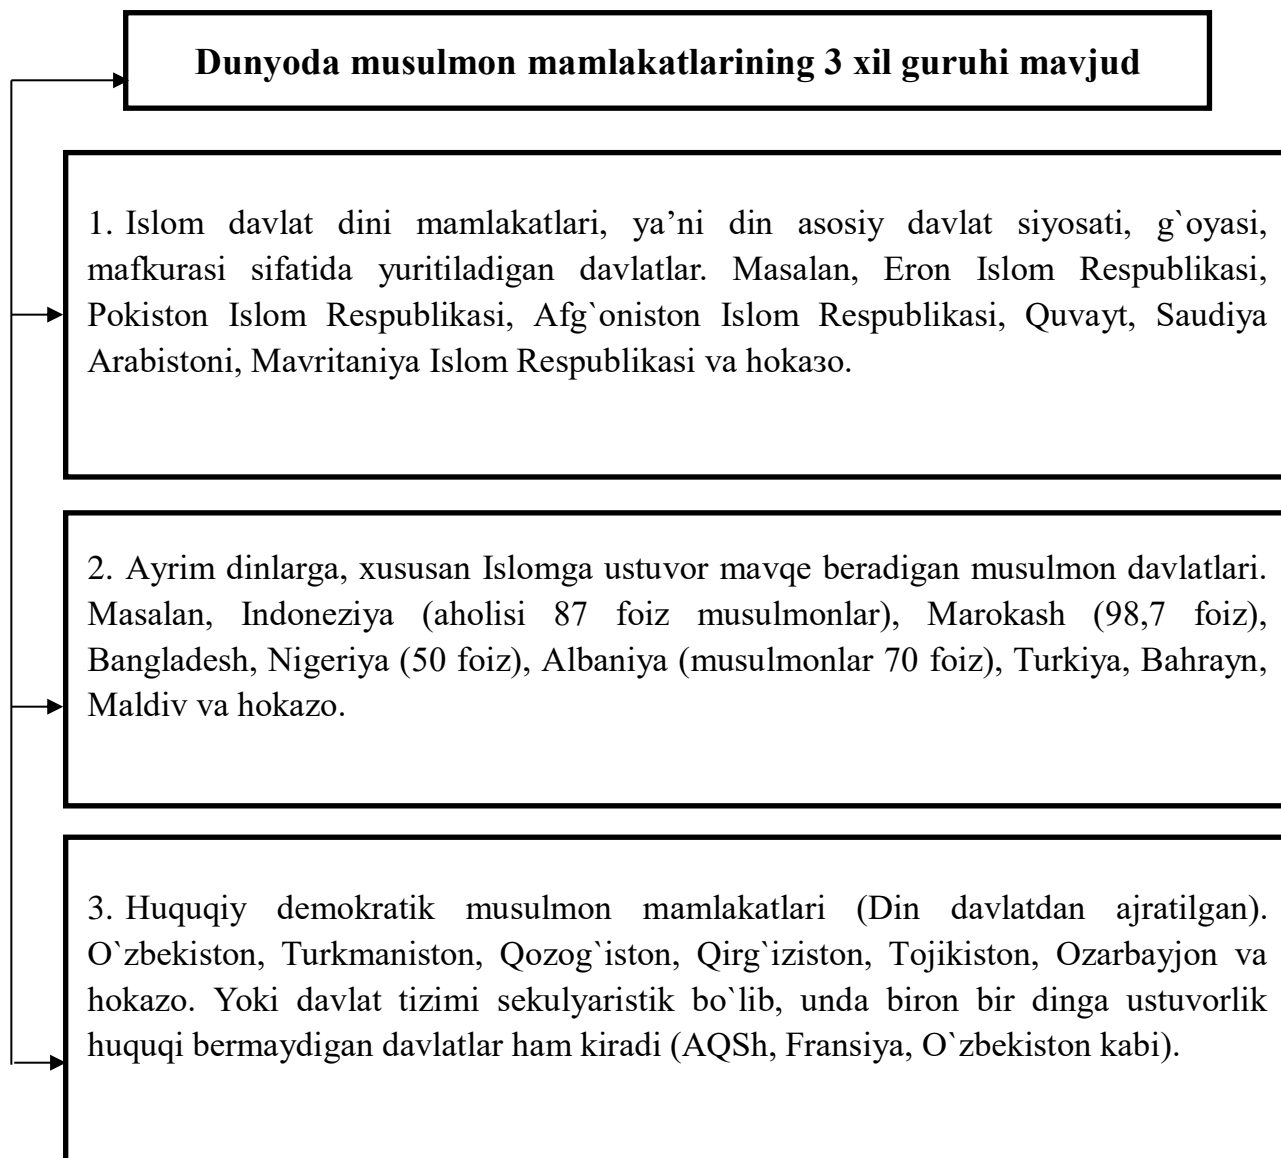 Dunyoda musulmon mamlakatlarining 3 xil guruhi mavjud
1. Islom davlat dini mamlakatlari, ya’ni din asosiy davlat siyosati, g`oyasi,
mafkurasi sifatida yuritiladigan davlatlar. Masalan, Eron Islom Respublikasi,
Pokiston Islom Respublikasi, Afg`oniston Islom Respublikasi, Quvayt, Saudiya
Arabistoni, Mavritaniya Islom Respublikasi va hokaзo.
2. Ayrim dinlarga, xususan Islomga ustuvor mavqe beradigan musulmon davlatlari.
Masalan, Indoneziya (aholisi 87 foiz musulmonlar), Marokash (98,7 foiz),
Bangladesh, Nigeriya (50 foiz), Albaniya (musulmonlar 70 foiz), Turkiya, Bahrayn,
Maldiv va hokazo.
3. Huquqiy demokratik musulmon mamlakatlari (Din davlatdan ajratilgan).
O`zbekiston, Turkmaniston, Qozog`iston, Qirg`iziston, Tojikiston, Ozarbayjon va
hokazo. Yoki davlat tizimi sekulyaristik bo`lib, unda biron bir dinga ustuvorlik
huquqi bermaydigan davlatlar ham kiradi (AQSh, Fransiya, O`zbekiston kabi).